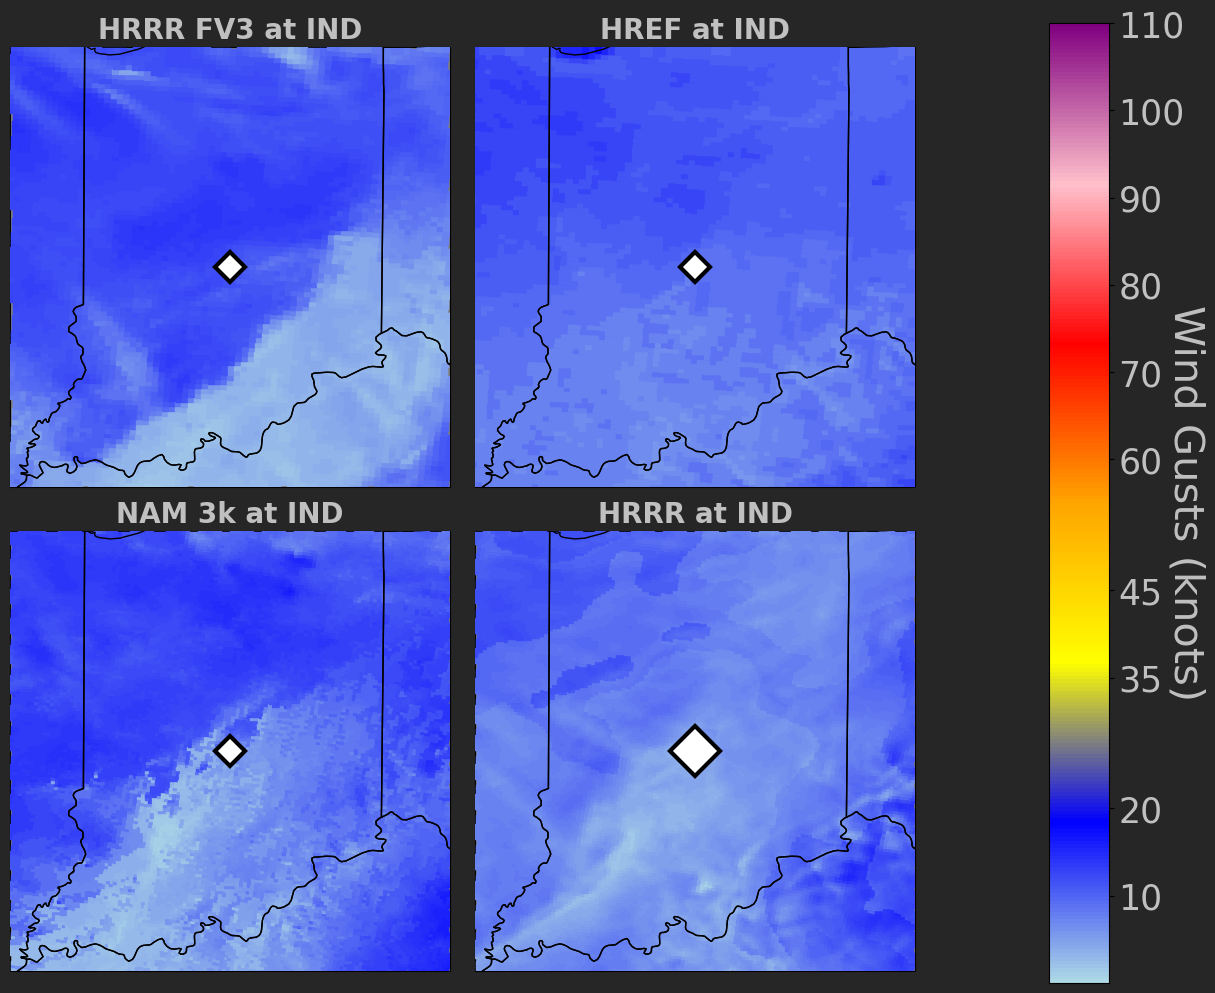 HRRR FV3 at IND
HREF at IND
NAM 3k at IND
HRRR at IND
110
100
90
80
70
60
45
35
20
10
Wind Gusts (knots)